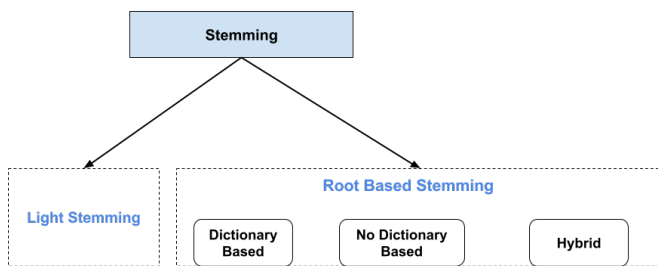 Stemming
Light Stemming
Root Based Stemming
Dictionary
Based
No Dictionary
Based
Hybrid